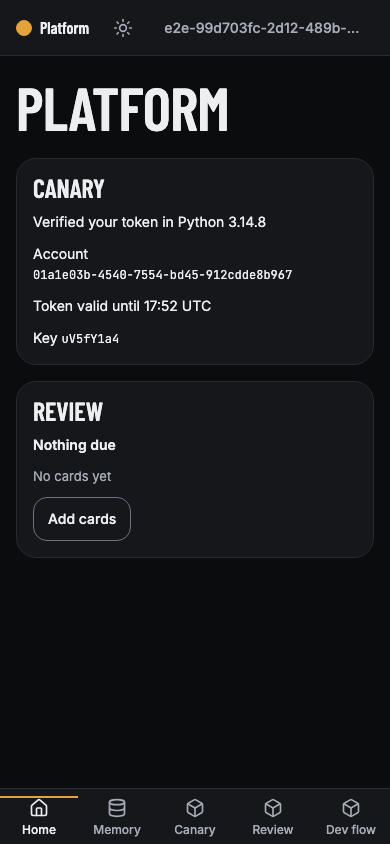 Platform
e2e-99d703fc-2d12-489b-...
PLATFORM
CANARY
Verified your token in Python 3.14.8
Account
01a1e03b-4540-7554-bd45-912cdde8b967
Token valid until 17:52 UTC
Key uV5fY1a4
REVIEW
Nothing due
No cards yet
Add cards
Home
Memory
Canary
Review
Dev flow